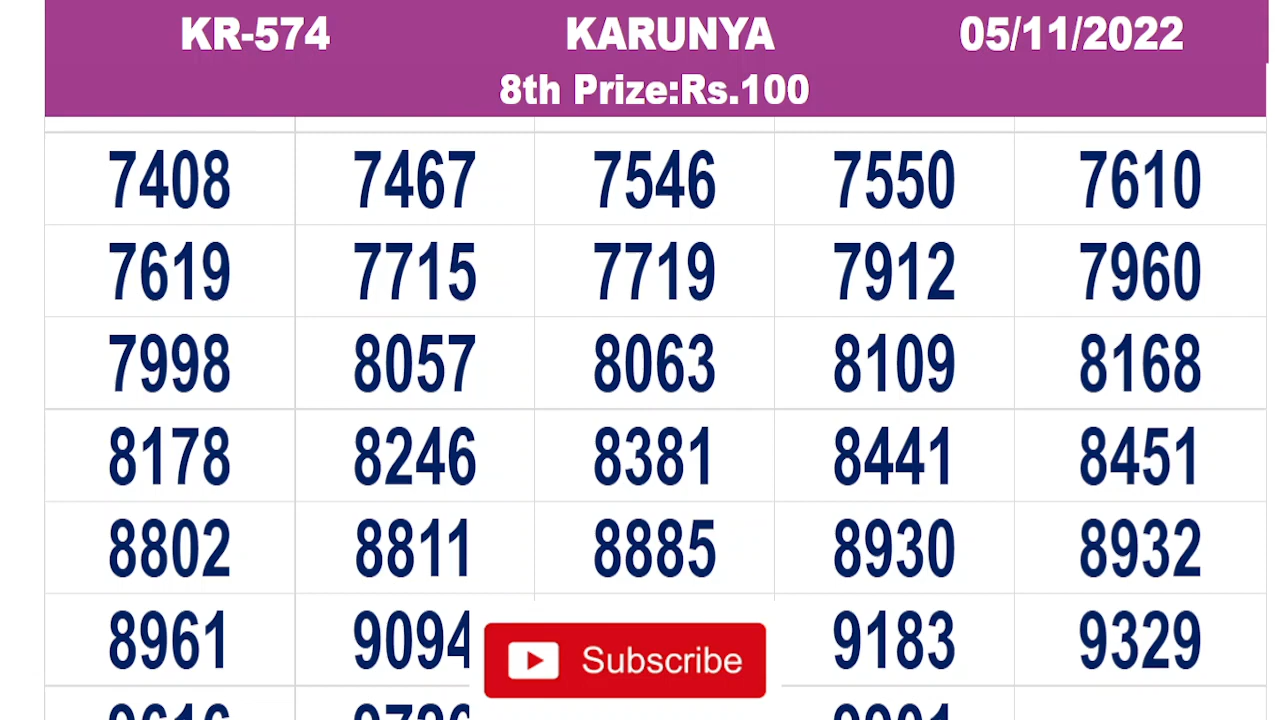 KR-574 KARUNYA 05/11/2022
8th Prize:Rs.100
7408 7467 7546 7550 7610
7619 7715 7719 7912 7960
7998 8057 8063 8109 8168
8178 8246 8381 8441 8451
8802 8811 8885 8930 8932
8961 9094 9183 9329
Subscribe